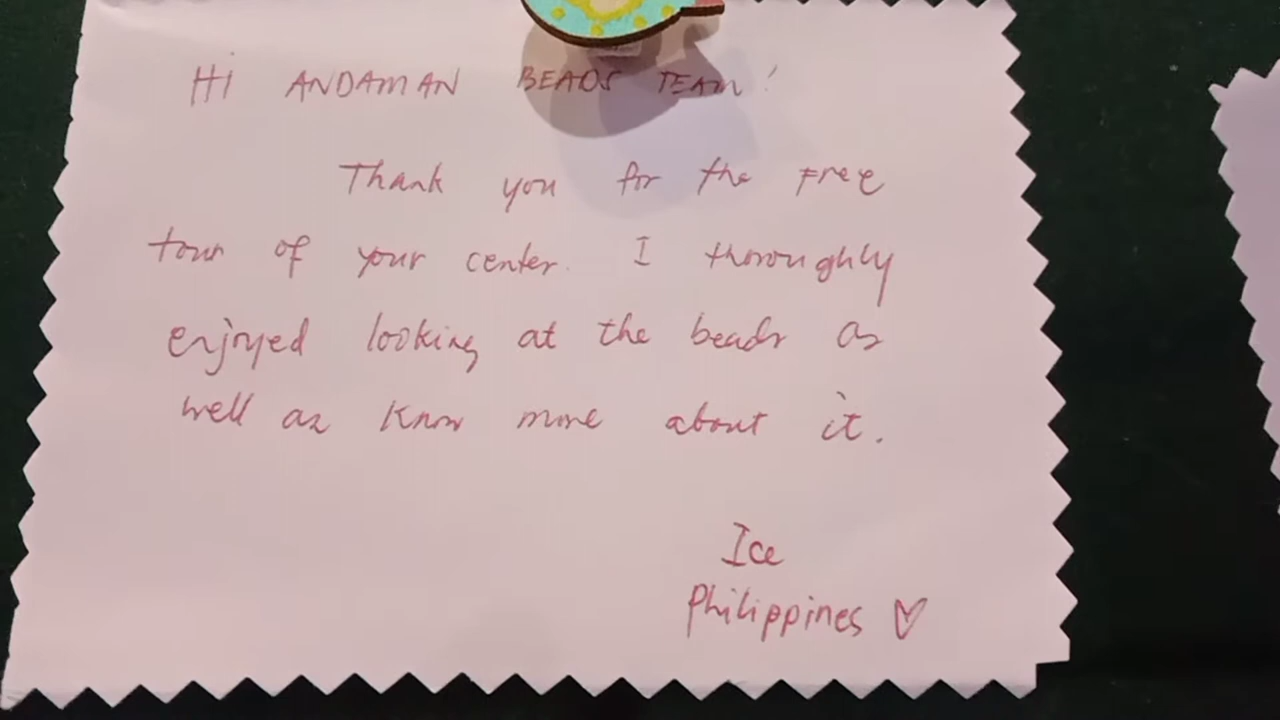 Hi ANDAMAN BEADS TEAM!
Thank you for the free
tour of your center. I thoroughly
enjoyed looking at the beads as
well as know more about it.
Ice
Philippines ♡